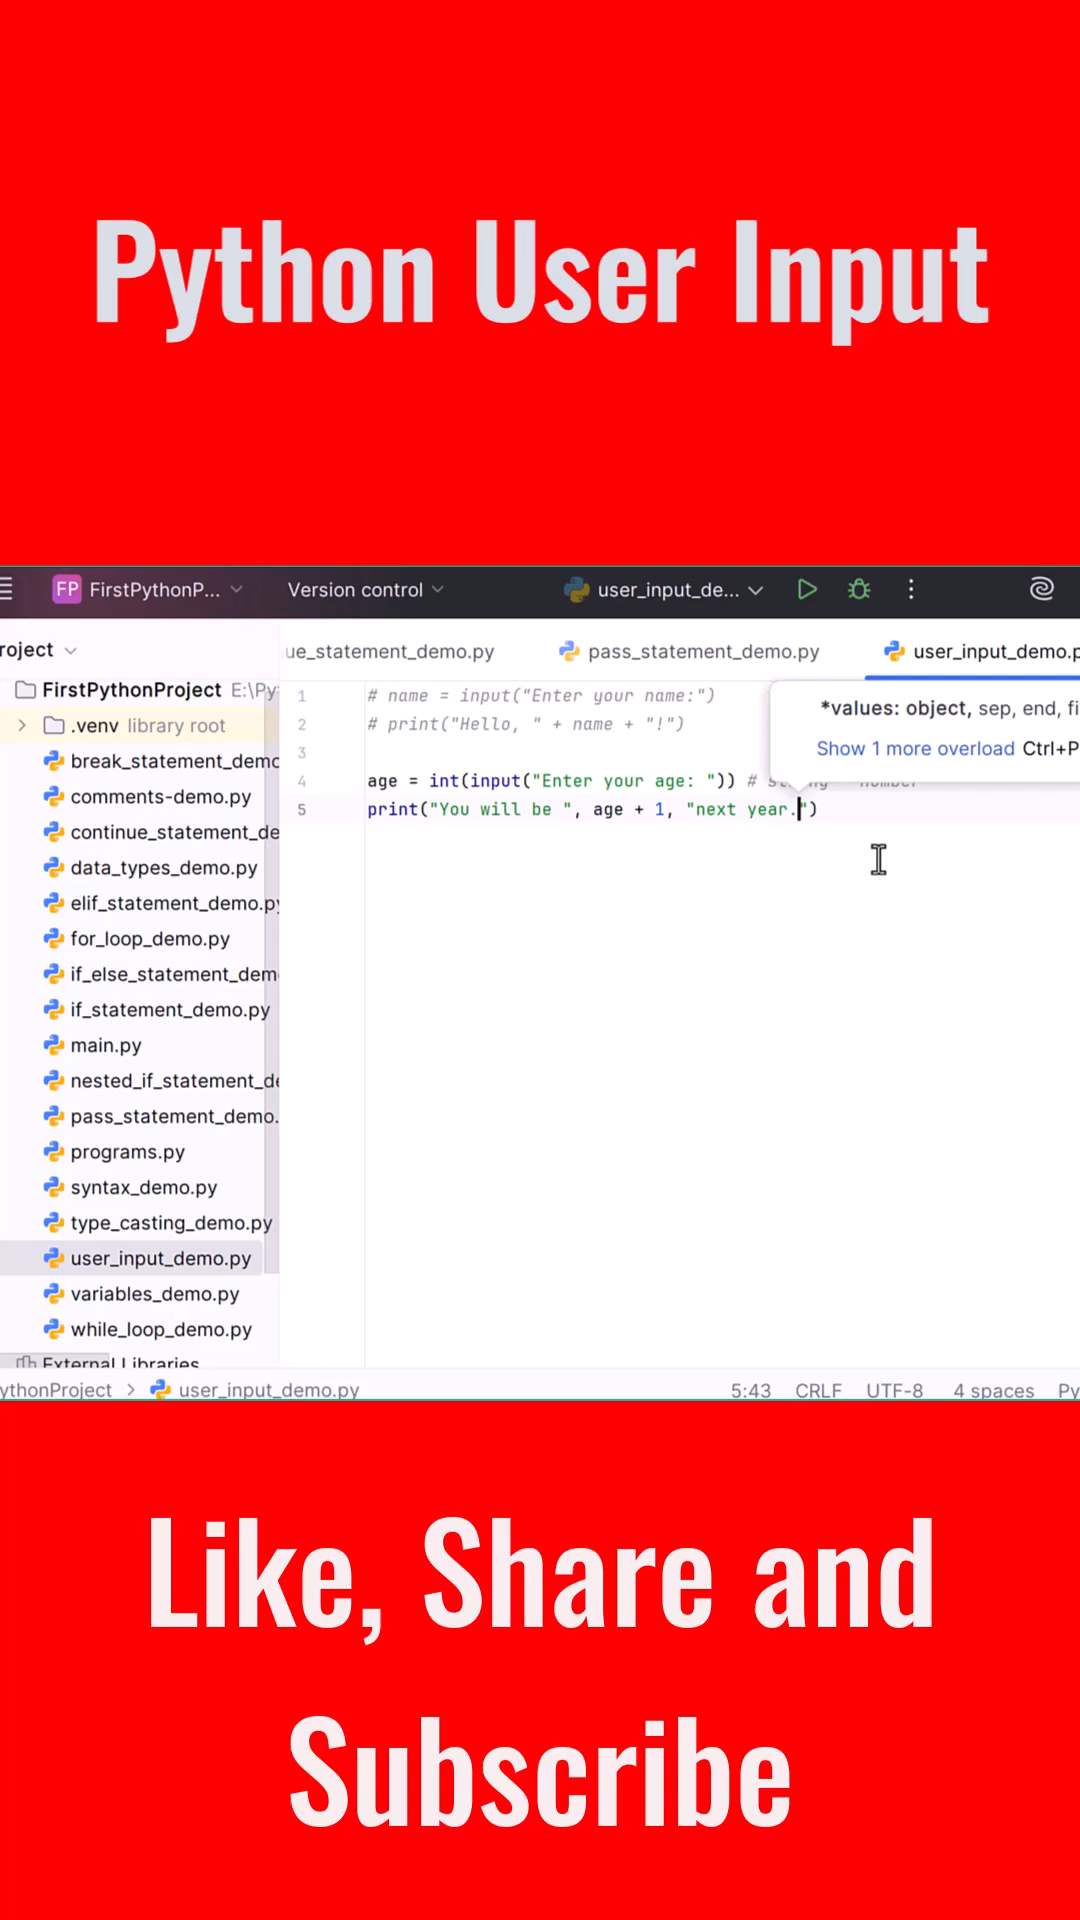 Python User Input
FP FirstPythonP... Version control user_input_de...
roject
ue_statement_demo.py pass_statement_demo.py user_input_demo.p
FirstPythonProject E:\Py
.venv library root
break_statement_demo
comments-demo.py
continue_statement_de
data_types_demo.py
elif_statement_demo.py
for_loop_demo.py
if_else_statement_dem
if_statement_demo.py
main.py
nested_if_statement_de
pass_statement_demo.
programs.py
syntax_demo.py
type_casting_demo.py
user_input_demo.py
variables_demo.py
while_loop_demo.py
External Libraries
1 # name = input("Enter your name:")
2 # print("Hello, " + name + "!")
3
4 age = int(input("Enter your age: ")) #
5 print("You will be ", age + 1, "next year.")
*values: object, sep, end, fi
Show 1 more overload Ctrl+P
ythonProject > user_input_demo.py 5:43 CRLF UTF-8 4 spaces Py
Like, Share and
Subscribe